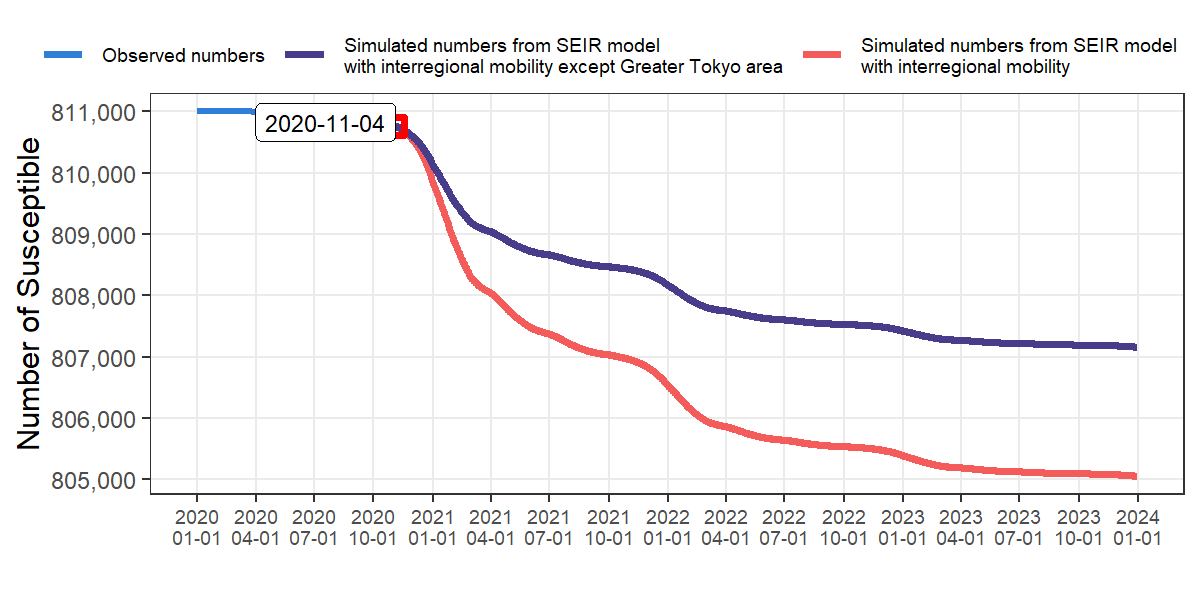 Observed numbers
Simulated numbers from SEIR model
with interregional mobility except Greater Tokyo area
Simulated numbers from SEIR model
with interregional mobility
Number of Susceptible
811,000
810,000
809,000
808,000
807,000
806,000
805,000
2020-11-04
2020 2020 2020 2020 2021 2021 2021 2021 2022 2022 2022 2022 2023 2023 2023 2023 2024
01-01 04-01 07-01 10-01 01-01 04-01 07-01 10-01 01-01 04-01 07-01 10-01 01-01 04-01 07-01 10-01 01-01